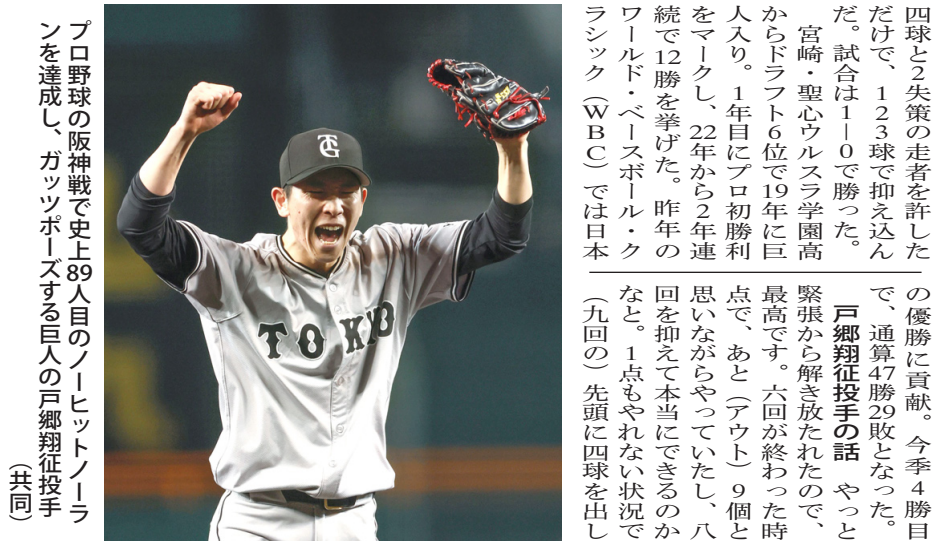 四球と2失策の走者を許した
だけで、123球で抑え込ん
だ。試合は1―0で勝った。
宮崎・聖心ウルスラ学園高
からドラフト6位で19年に巨
人入り。1年目にプロ初勝利
をマークし、22年から2年連
続で12勝を挙げた。昨年の
ワールド・ベースボール・ク
ラシック(WBC)では日本
の優勝に貢献。今季4勝目
で、通算47勝29敗となった。
戸郷翔征投手の話 やっと
緊張から解き放たれたので、
最高です。六回が終わった時
点で、あと(アウト)9個と
思いながらやっていたし、八
回を抑えて本当にできるのか
なと。1点もやれない状況で
(九回の)先頭に四球を出し
TG
TOKYO
プロ野球の阪神戦で史上89人目のノーヒットノーラ
ンを達成し、ガッツポーズする巨人の戸郷翔征投手
(共同)